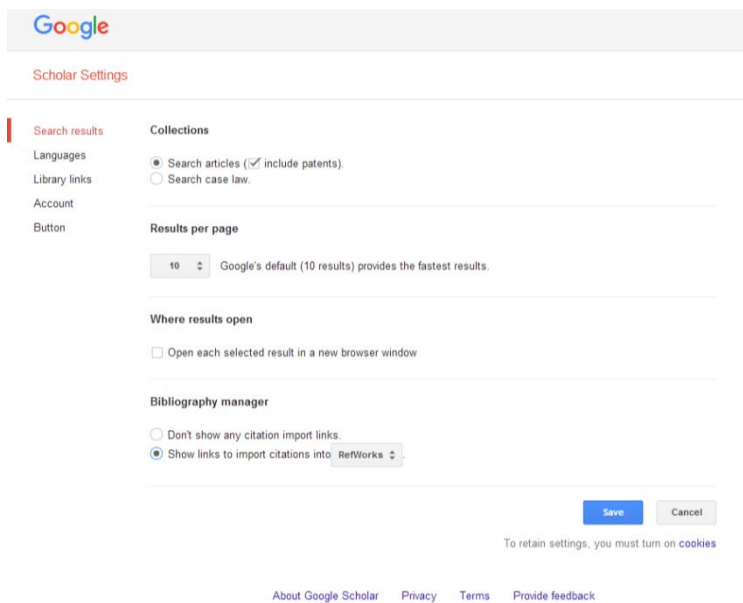 Google
Scholar Settings
Search results
Languages
Library links
Account
Button
Collections
Search articles (include patents).
Search case law.
Results per page
10 Google's default (10 results) provides the fastest results.
Where results open
Open each selected result in a new browser window
Bibliography manager
Don't show any citation import links.
Show links to import citations into RefWorks .
Save Cancel
To retain settings, you must turn on cookies
About Google Scholar Privacy Terms Provide feedback